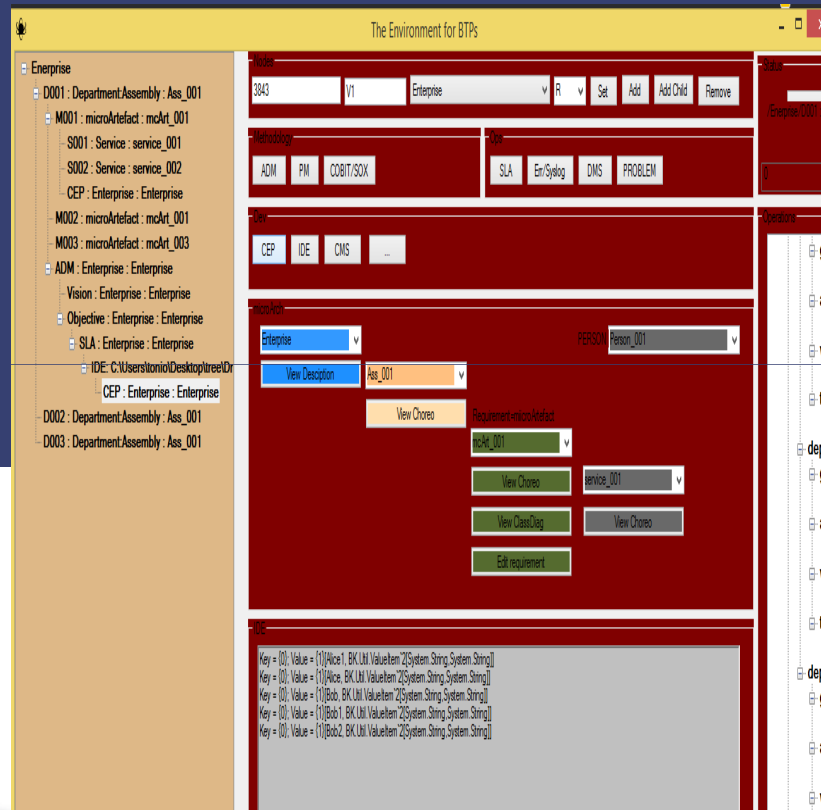 The Environment for BTPs
Enerprise
D001 : Department:Assembly : Ass_001
M001 : microArtefact : mcArt_001
S001 : Service : service_001
S002 : Service : service_002
CEP : Enterprise : Enterprise
M002 : microArtefact : mcArt_001
M003 : microArtefact : mcArt_003
ADM : Enterprise : Enterprise
Vision : Enterprise : Enterprise
Objective : Enterprise : Enterprise
SLA : Enterprise : Enterprise
IDE: C:\Users\tonio\Desktop\tree\Dr
CEP : Enterprise : Enterprise
D002 : Department:Assembly : Ass_001
D003 : Department:Assembly : Ass_001
Nodes
3843 V1 Enterprise R Set Add Add Child Remove
Methodology
ADM PM COBIT/SOX
Ops
SLA Err/Syslog DMS PROBLEM
Dev
CEP IDE CMS ...
microArch
Enterprise PERSON Person_001
View Desciption Ass_001
View Choreo
Requirement-microArtefact
mcArt_001
View Choreo service_001
View ClassDiag View Choreo
Edit requirement
IDE
Key = {0}; Value = {1}[Alice1, BK.Util.ValueItem`2[System.String,System.String]]
Key = {0}; Value = {1}[Alice, BK.Util.ValueItem`2[System.String,System.String]]
Key = {0}; Value = {1}[Bob, BK.Util.ValueItem`2[System.String,System.String]]
Key = {0}; Value = {1}[Bob1, BK.Util.ValueItem`2[System.String,System.String]]
Key = {0}; Value = {1}[Bob2, BK.Util.ValueItem`2[System.String,System.String]]
Status
/Enerprise/D001
0
Operations
g
a
v
f
dep
g
a
v
f
dep
g
a
v